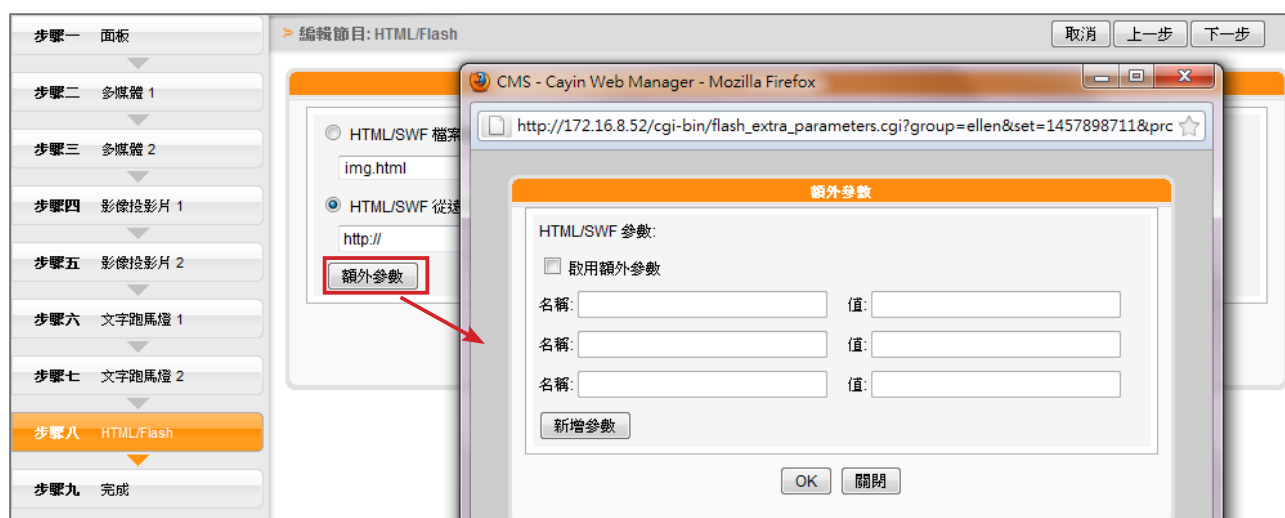 步驟一 面板
步驟二 多媒體 1
步驟三 多媒體 2
步驟四 影像投影片 1
步驟五 影像投影片 2
步驟六 文字跑馬燈 1
步驟七 文字跑馬燈 2
步驟八 HTML/Flash
步驟九 完成
> 編輯節目: HTML/Flash
取消 上一步 下一步
HTML/SWF 檔案
img.html
HTML/SWF 從遠
http://
額外參數
CMS - Cayin Web Manager - Mozilla Firefox
http://172.16.8.52/cgi-bin/flash_extra_parameters.cgi?group=ellen&set=1457898711&prc
額外參數
HTML/SWF 參數:
啟用額外參數
名稱: 值:
名稱: 值:
名稱: 值:
新增參數
OK 關閉